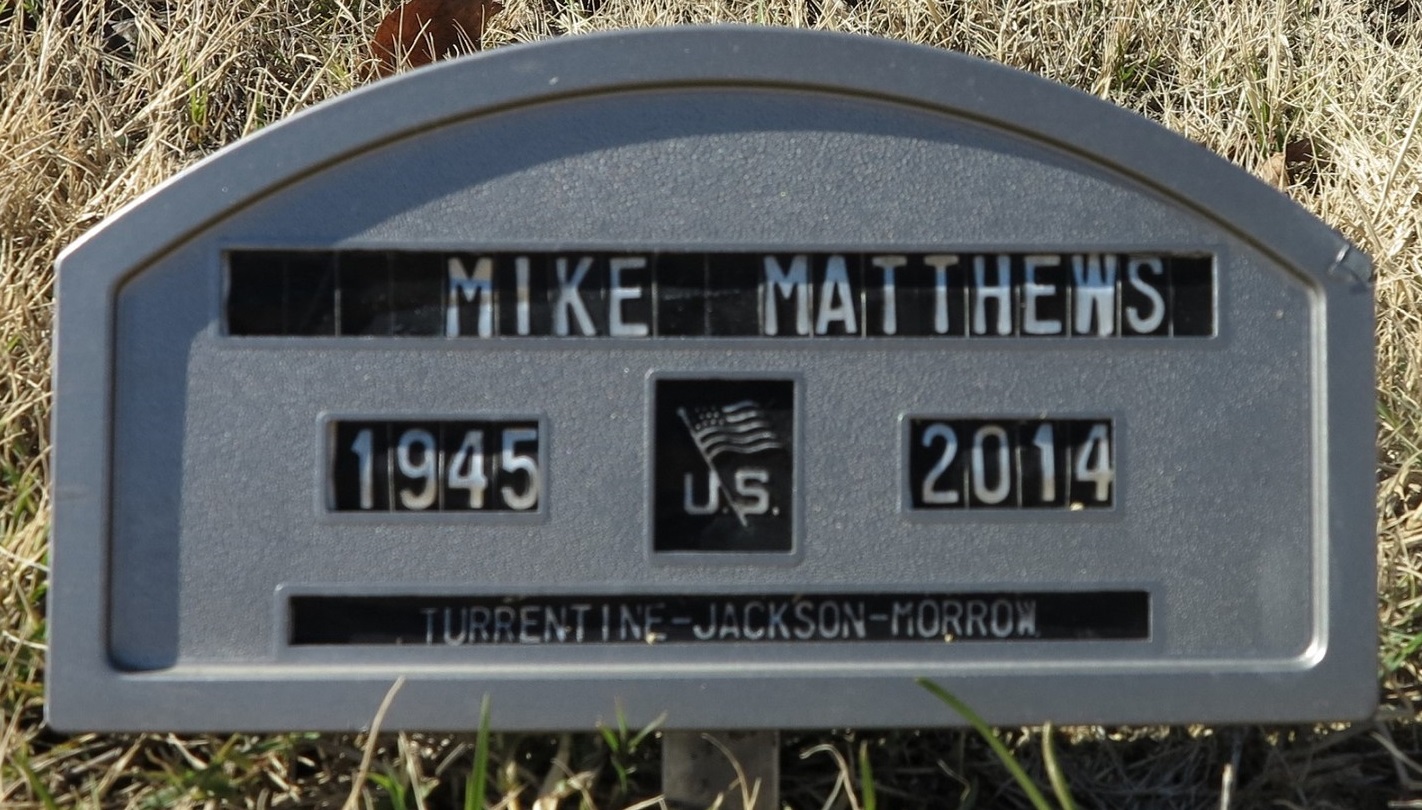 MIKE MATTHEWS
1945 U.S. 2014
TURRENTINE-JACKSON-MORROW